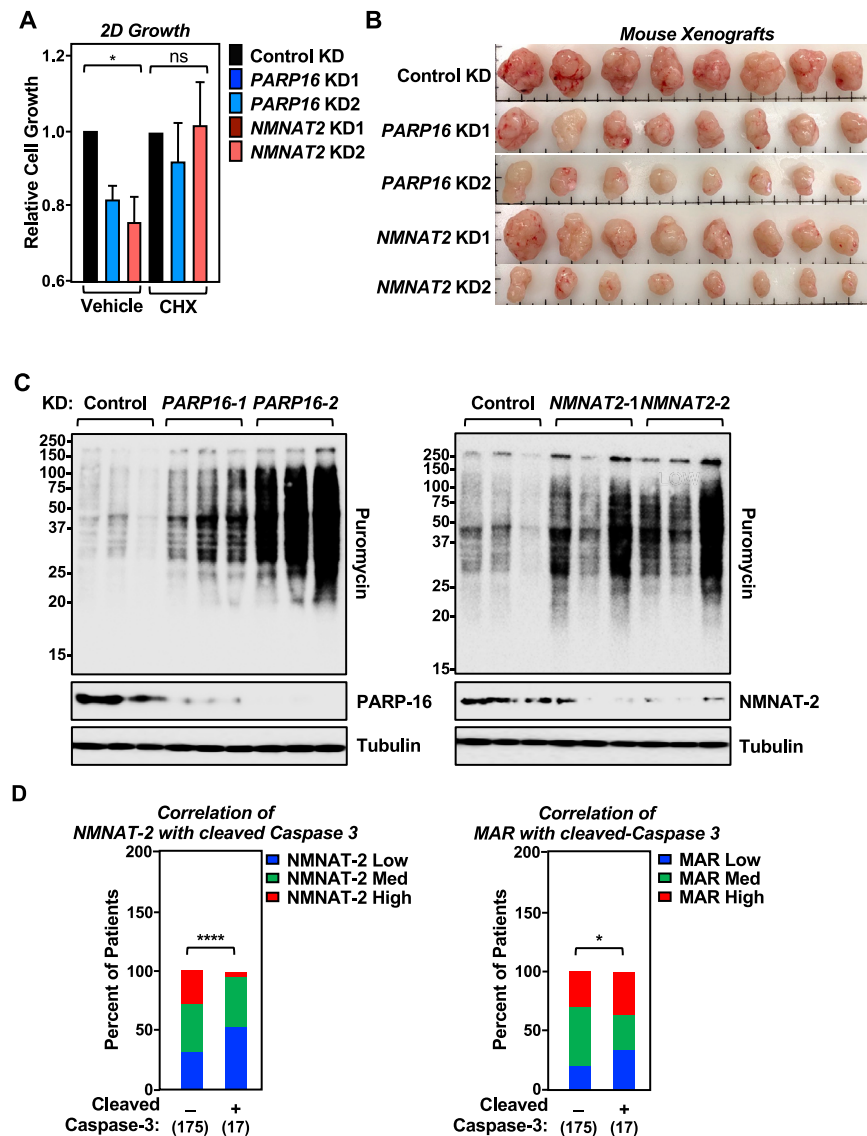 A
2D Growth
1.2
1.0
0.8
0.6
Relative Cell Growth
*
ns
Vehicle
CHX
Control KD
PARP16 KD1
PARP16 KD2
NMNAT2 KD1
NMNAT2 KD2
B
Mouse Xenografts
Control KD
PARP16 KD1
PARP16 KD2
NMNAT2 KD1
NMNAT2 KD2
C
KD: Control PARP16-1 PARP16-2
250
150
100
75
50
37
25
20
15
Puromycin
PARP-16
Tubulin
Control NMNAT2-1 NMNAT2-2
250
150
100
75
50
37
25
20
15
Puromycin
NMNAT-2
Tubulin
D
Correlation of
NMNAT-2 with cleaved Caspase 3
200
150
100
50
0
Percent of Patients
****
NMNAT-2 Low
NMNAT-2 Med
NMNAT-2 High
Cleaved – +
Caspase-3: (175) (17)
Correlation of
MAR with cleaved-Caspase 3
200
150
100
50
0
Percent of Patients
*
MAR Low
MAR Med
MAR High
Cleaved – +
Caspase-3: (175) (17)